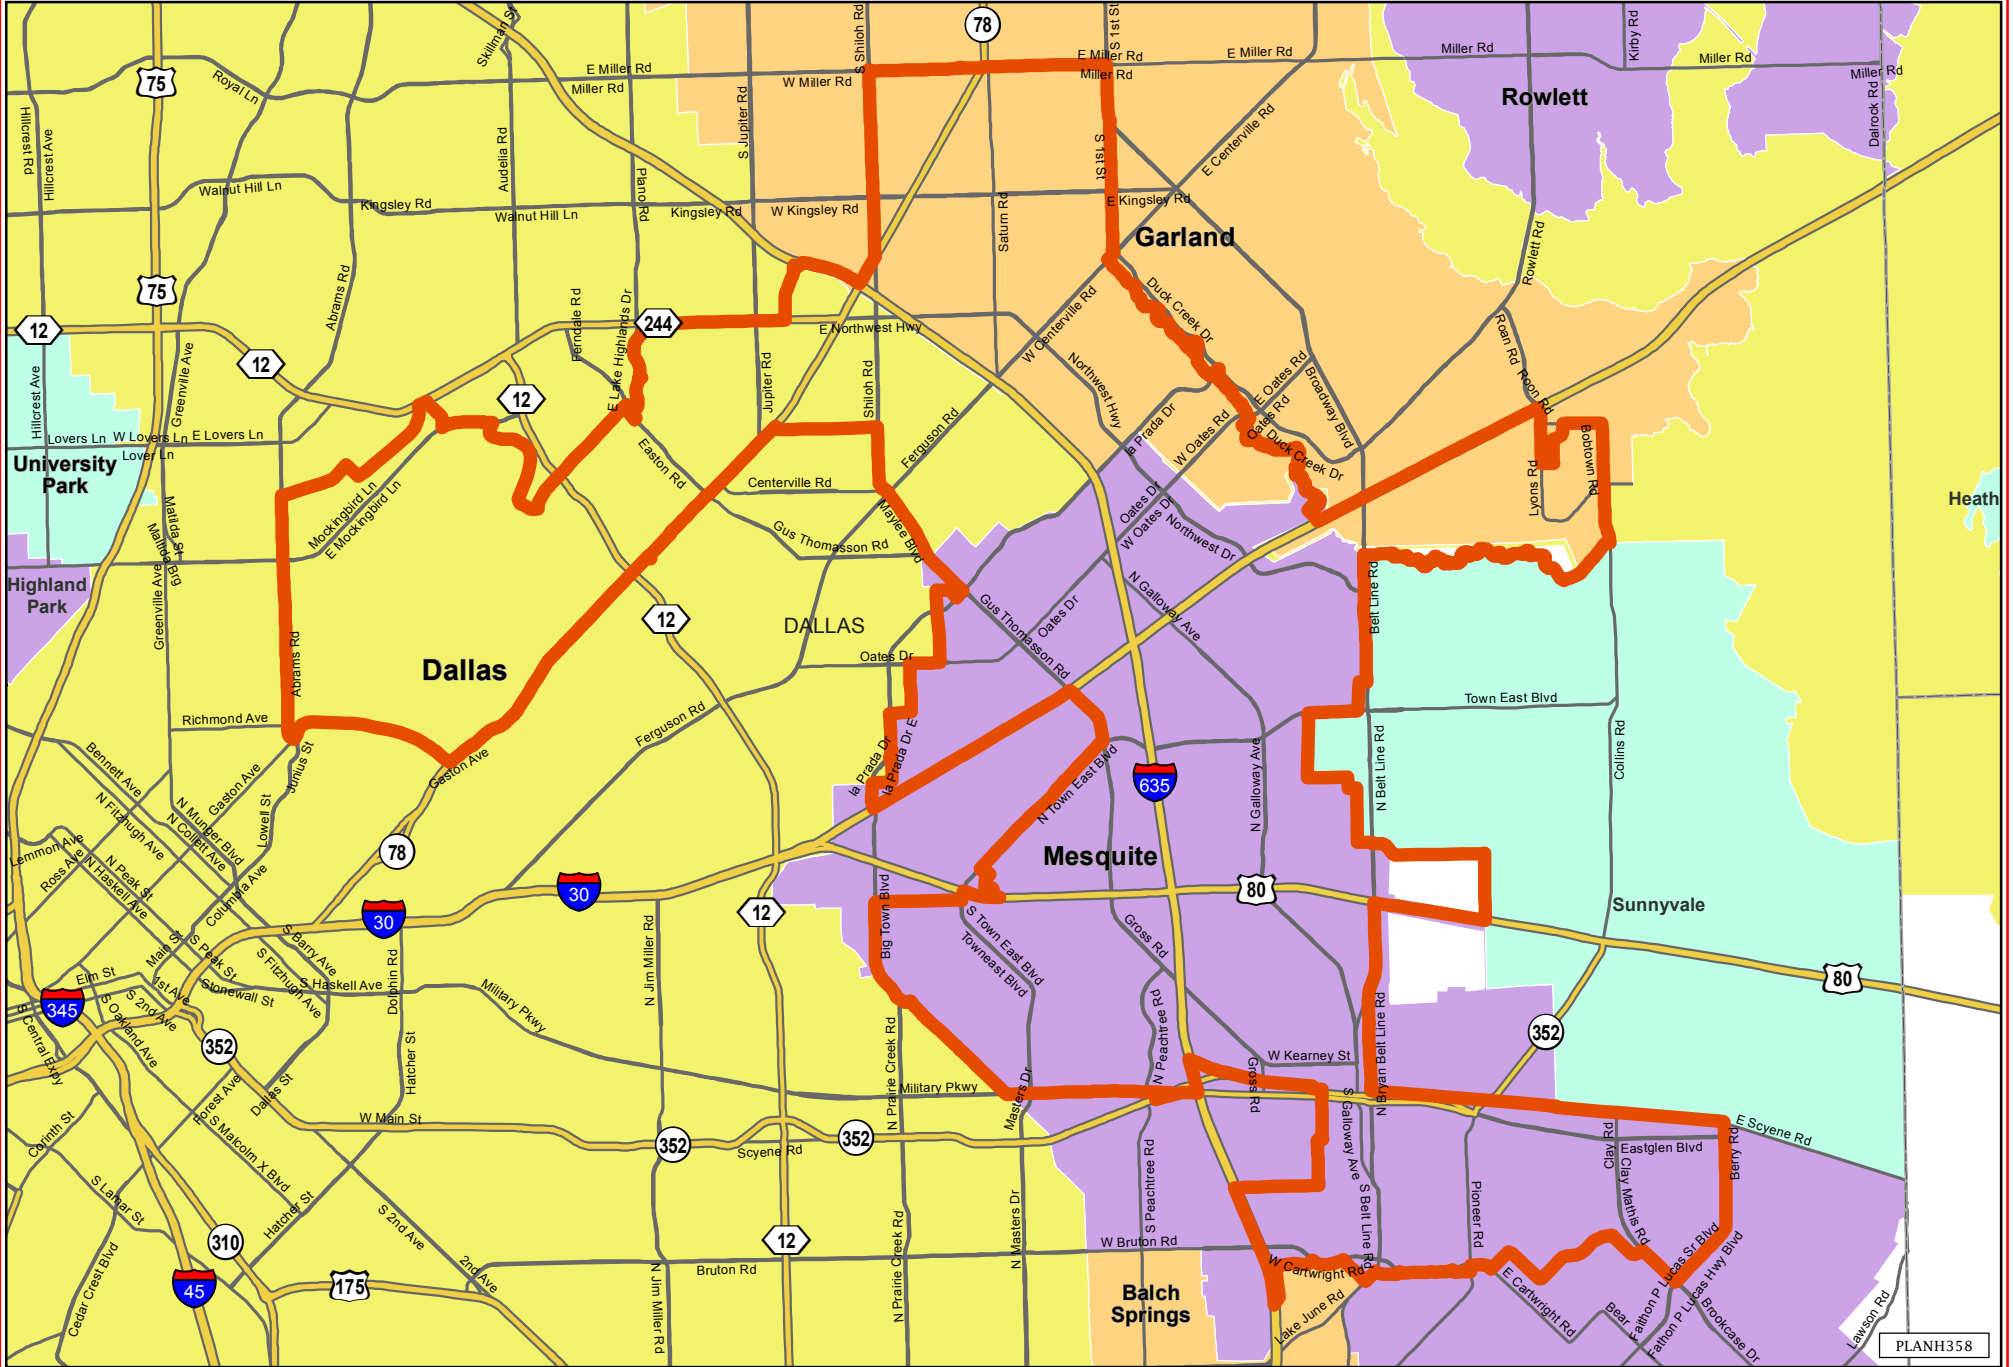 S Shiloh Rd
78
S 1st St
Skillman St
E Miller Rd
E Miller Rd
Miller Rd
Kirby Rd
Miller Rd
Miller Rd
75
Royal Ln
E Miller Rd
Miller Rd
W Miller Rd
Miller Rd
Rowlett
Dalrock Rd
Hillcrest Rd
Hillcrest Ave
Audelia Rd
S Jupiter Rd
S 1st St
E Centerville Rd
Walnut Hill Ln
Kingsley Rd
Walnut Hill Ln
Plano Rd
Kingsley Rd
W Kingsley Rd
Saturn Rd
E Kingsley Rd
Garland
Rowlett Rd
75
Abrams Rd
Ferndale Rd
E Lake Highlands Dr
244
E Northwest Hwy
W Centerville Rd
Duck Creek Dr
12
12
12
Greenville Ave
Hillcrest Ave
Jupiter Rd
Shiloh Rd
Northwest Hwy
E Oates Rd
Oates Rd
Broadway Blvd
Roan Rd
Roon Rd
Lovers Ln
W Lovers Ln
E Lovers Ln
Lover Ln
University
Park
Easton Rd
Ferguson Rd
la Prada Dr
W Oates Rd
Duck Creek Dr
Bobtown Rd
Lyons Rd
Centerville Rd
Mockingbird Ln
E Mockingbird Ln
Matilda St
Matilda Brg
Gus Thomasson Rd
Maylee Blvd
Oates Dr
W Oates Dr
Northwest Dr
Heath
Highland
Park
Greenville Ave
Abrams Rd
12
DALLAS
Dallas
Oates Dr
Gus Thomasson Rd
Oates Dr
N Galloway Ave
Belt Line Rd
Richmond Ave
Ferguson Rd
la Prada Dr
la Prada Dr E
Town East Blvd
Collins Rd
Bennett Ave
N Fitzhugh Ave
Gaston Ave
Junius St
Gaston Ave
N Munger Blvd
N Collett Ave
Lowell St
N Town East Blvd
635
N Galloway Ave
N Belt Line Rd
Lemmon Ave
Ross Ave
N Peak St
N Haskell Ave
Columbia Ave
78
30
30
12
Mesquite
80
Sunnyvale
Big Town Blvd
S Town East Blvd
Towneast Blvd
Gross Rd
Main St
S Peak St
S Barry Ave
S Fitzhugh Ave
S Haskell Ave
Stonewall St
Elm St
1st Ave
S 2nd Ave
S Oakland Ave
345
S Central Expy
Dolphin Rd
N Jim Miller Rd
Military Pkwy
352
80
N Peachtree Rd
N Bryan Belt Line Rd
352
Hatcher St
N Prairie Creek Rd
Military Pkwy
Masters Dr
W Kearney St
Gross Rd
S Galloway Ave
Forest Ave
Dallas St
W Main St
352
Scyene Rd
352
Corinth St
S Malcolm X Blvd
S Lamar St
Hatcher St
S 2nd Ave
S Peachtree Rd
S Belt Line Rd
Pioneer Rd
Clay Rd
Clay Mathis Rd
Eastglen Blvd
Berry Rd
E Scyene Rd
310
45
175
2nd Ave
Cedar Crest Blvd
Bruton Rd
N Jim Miller Rd
12
N Prairie Creek Rd
N Masters Dr
W Bruton Rd
Balch
Springs
W Cartwright Rd
Lake June Rd
E Cartwright Rd
Bear
Faithon P Lucas Sr Blvd
Fathon P Lucas Hwy Blvd
Brookcase Dr
Lawson Rd
PLANH358